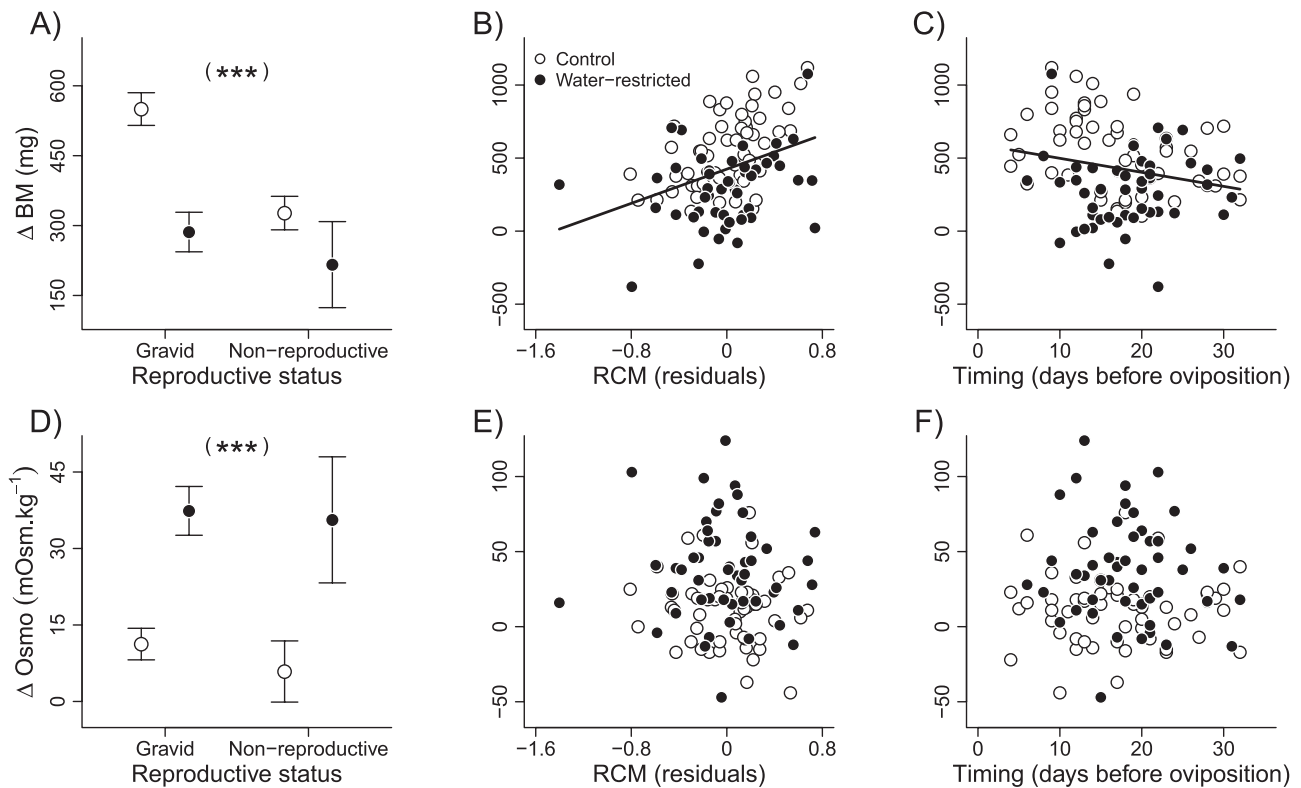 A)
(***)
Δ BM (mg)
600
450
300
150
Gravid
Non−reproductive
Reproductive status
B)
Control
Water−restricted
1000
500
0
−500
−1.6
−0.8
0
0.8
RCM (residuals)
C)
1000
500
0
−500
0
10
20
30
Timing (days before oviposition)
D)
(***)
Δ Osmo (mOsm.kg⁻¹)
45
30
15
0
Gravid
Non−reproductive
Reproductive status
E)
100
50
0
−50
−1.6
−0.8
0
0.8
RCM (residuals)
F)
100
50
0
−50
0
10
20
30
Timing (days before oviposition)